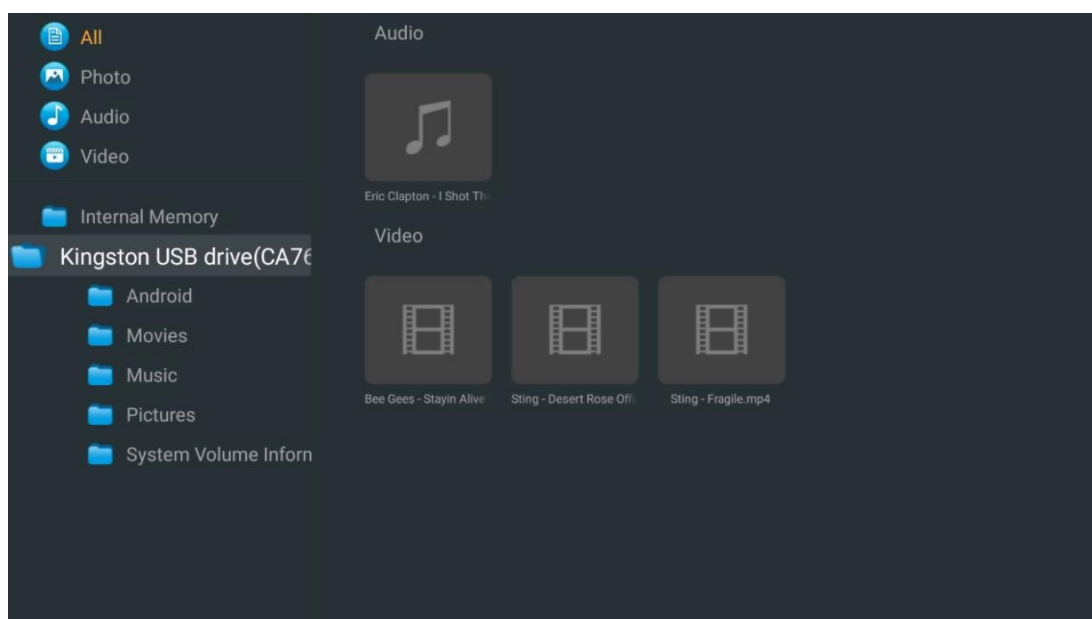 All
Photo
Audio
Video
Internal Memory
Kingston USB drive(CA76
Android
Movies
Music
Pictures
System Volume Inforn
Audio
Eric Clapton - I Shot Th
Video
Bee Gees - Stayin Alive
Sting - Desert Rose Offi
Sting - Fragile.mp4